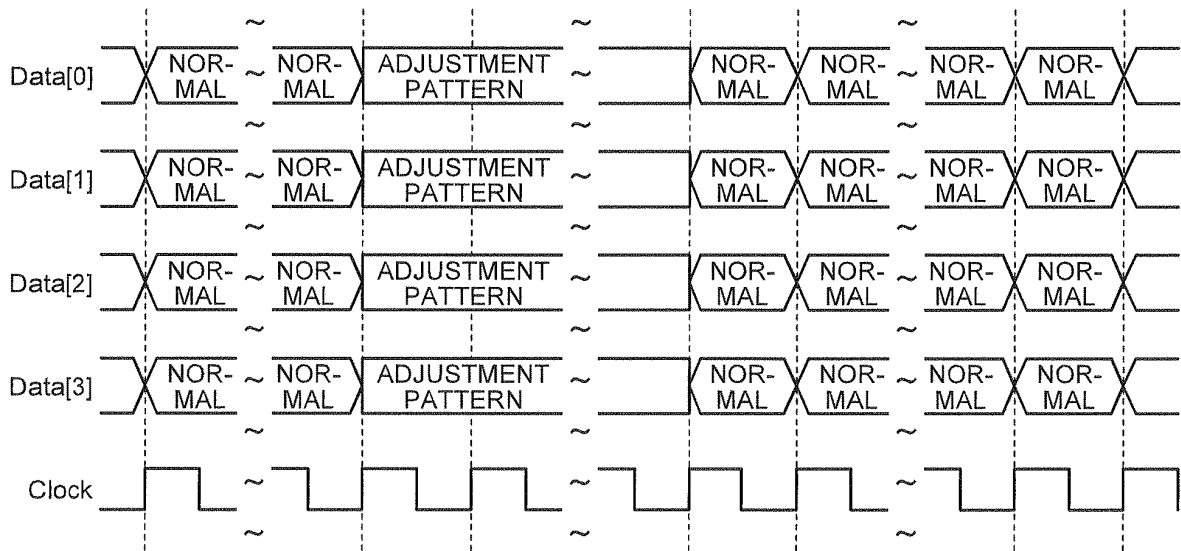 Data[0] NOR- ~ NOR- ADJUSTMENT ~ NOR- NOR- ~ NOR- NOR-
MAL MAL PATTERN MAL MAL MAL MAL
Data[1] NOR- ~ NOR- ADJUSTMENT ~ NOR- NOR- ~ NOR- NOR-
MAL MAL PATTERN MAL MAL MAL MAL
Data[2] NOR- ~ NOR- ADJUSTMENT ~ NOR- NOR- ~ NOR- NOR-
MAL MAL PATTERN MAL MAL MAL MAL
Data[3] NOR- ~ NOR- ADJUSTMENT ~ NOR- NOR- ~ NOR- NOR-
MAL MAL PATTERN MAL MAL MAL MAL
Clock ~ ~ ~